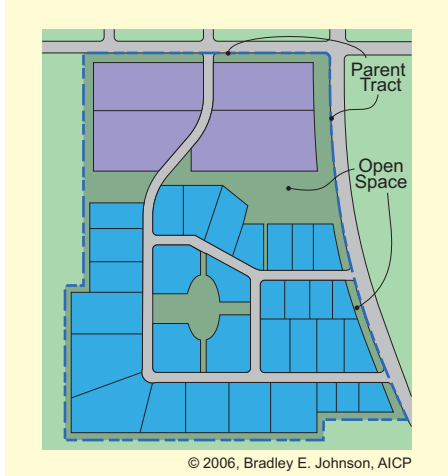 Parent
Tract
Open
Space
© 2006, Bradley E. Johnson, AICP